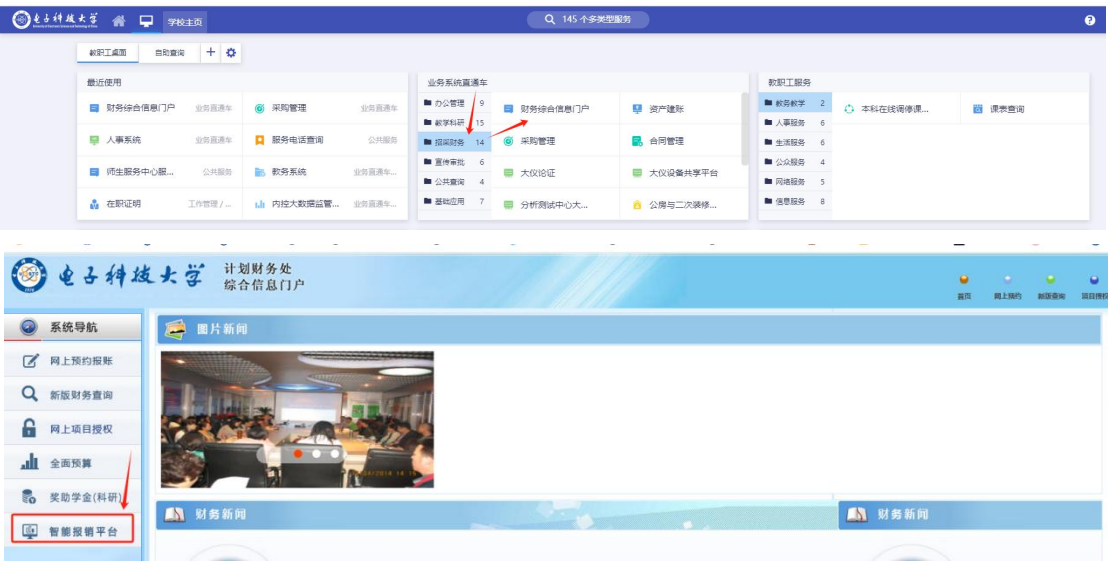 电子科技大学
学校主页
145 个多类型服务
教职工桌面
自助查询
最近使用
财务综合信息门户 业务直通车
采购管理 业务直通车
人事系统 业务直通车
服务电话查询 公共服务
师生服务中心服... 公共服务
教务系统 业务直通车...
在职证明 工作管理 / ...
内控大数据监管... 业务直通车...
业务系统直通车
办公管理 9
教学科研 15
招采财务 14
宣传审批 6
公共查询 4
基础应用 7
财务综合信息门户
资产建账
采购管理
合同管理
大仪论证
大仪设备共享平台
分析测试中心大...
公房与二次装修...
教职工服务
教务教学 2
人事服务 6
生活服务 6
公众服务 4
网络服务 5
信息服务 8
本科在线调停课...
课表查询
电子科技大学
计划财务处
综合信息门户
首页
网上预约
新版查询
项目授权
系统导航
网上预约报账
新版财务查询
网上项目授权
全面预算
奖助学金(科研)
智能报销平台
图片新闻
财务新闻
财务新闻